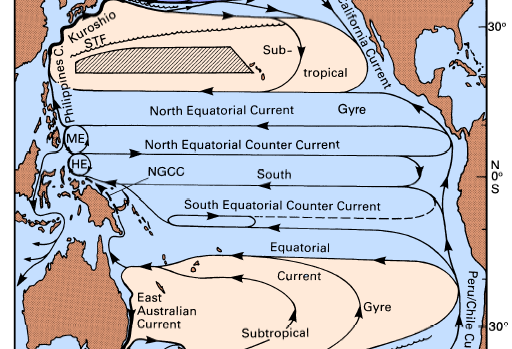 Kuroshio
STF
Philippines C.
California Current
30°
Sub-
tropical
Gyre
North Equatorial Current
ME
North Equatorial Counter Current
HE
NGCC
South
N
0°
S
South Equatorial Counter Current
Equatorial
Current
East
Australian
Current
Gyre
Subtropical
Peru/Chile Cu
30°